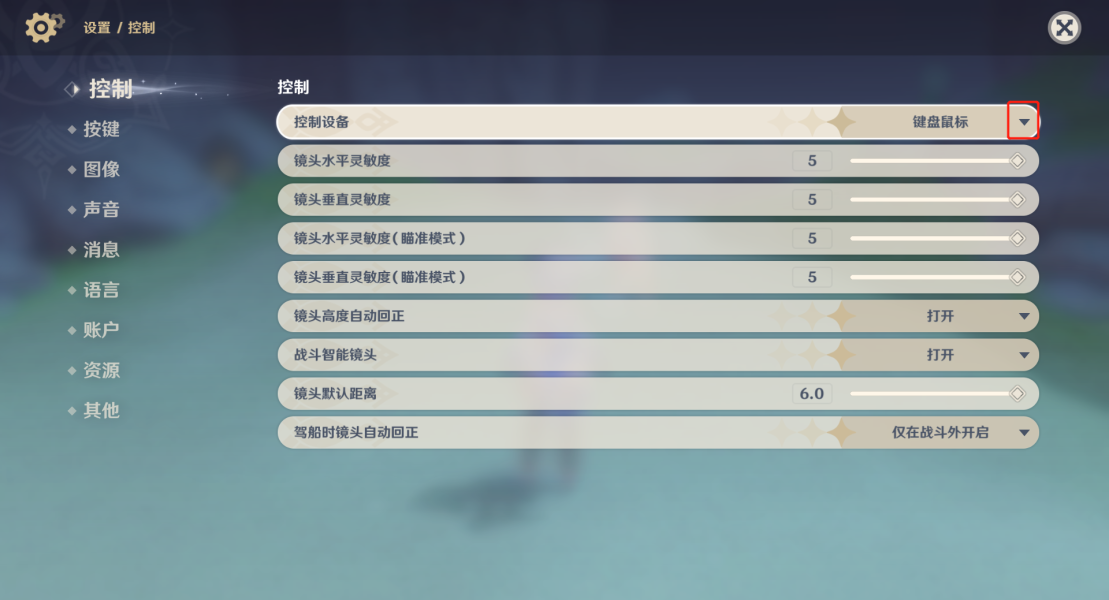 设置 / 控制
控制
按键
图像
声音
消息
语言
账户
资源
其他
控制
控制设备 键盘鼠标
镜头水平灵敏度 5
镜头垂直灵敏度 5
镜头水平灵敏度(瞄准模式) 5
镜头垂直灵敏度(瞄准模式) 5
镜头高度自动回正 打开
战斗智能镜头 打开
镜头默认距离 6.0
驾船时镜头自动回正 仅在战斗外开启